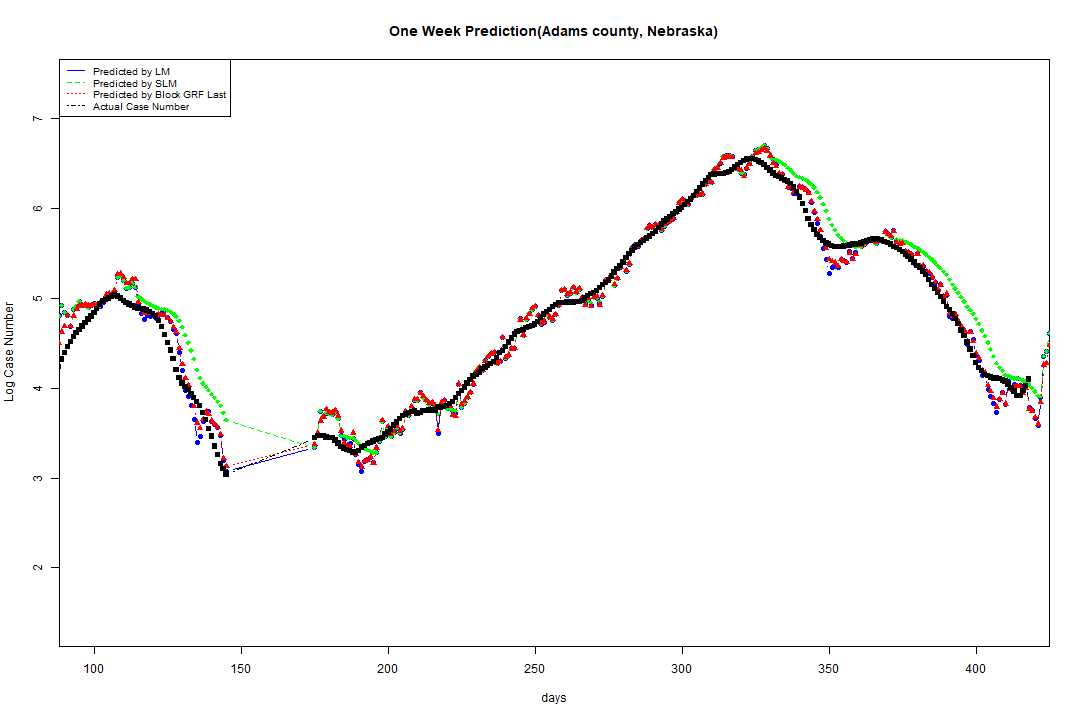 One Week Prediction(Adams county, Nebraska)
Predicted by LM
Predicted by SLM
Predicted by Block GRF Last
Actual Case Number
7
6
5
4
3
2
Log Case Number
100 150 200 250 300 350 400
days